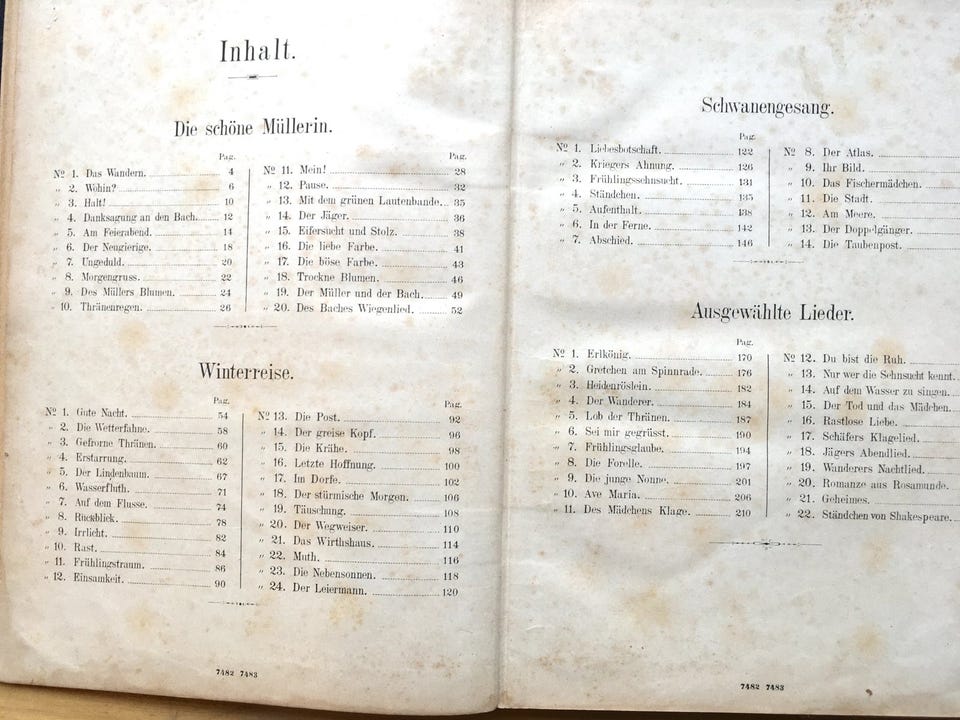 Inhalt.
Die schöne Müllerin.
Pag.
Nº 1. Das Wandern. 4
„ 2. Wohin? 6
„ 3. Halt! 10
„ 4. Danksagung an den Bach. 12
„ 5. Am Feierabend. 14
„ 6. Der Neugierige. 18
„ 7. Ungeduld. 20
„ 8. Morgengruss. 22
„ 9. Des Müllers Blumen. 24
„ 10. Thränenregen. 26
Pag.
Nº 11. Mein! 28
„ 12. Pause. 32
„ 13. Mit dem grünen Lautenbande. 35
„ 14. Der Jäger. 36
„ 15. Eifersucht und Stolz. 38
„ 16. Die liebe Farbe. 41
„ 17. Die böse Farbe. 43
„ 18. Trockne Blumen. 46
„ 19. Der Müller und der Bach. 49
„ 20. Des Baches Wiegenlied. 52
Winterreise.
Pag.
Nº 1. Gute Nacht. 54
„ 2. Die Wetterfahne. 58
„ 3. Gefrorne Thränen. 60
„ 4. Erstarrung. 62
„ 5. Der Lindenbaum. 67
„ 6. Wasserfluth. 71
„ 7. Auf dem Flusse. 74
„ 8. Rückblick. 78
„ 9. Irrlicht. 82
„ 10. Rast. 84
„ 11. Frühlingstraum. 86
„ 12. Einsamkeit. 90
Pag.
Nº 13. Die Post. 92
„ 14. Der greise Kopf. 96
„ 15. Die Krähe. 98
„ 16. Letzte Hoffnung. 100
„ 17. Im Dorfe. 102
„ 18. Der stürmische Morgen. 106
„ 19. Täuschung. 108
„ 20. Der Wegweiser. 110
„ 21. Das Wirthshaus. 114
„ 22. Muth. 116
„ 23. Die Nebensonnen. 118
„ 24. Der Leiermann. 120
7482 7483
Schwanengesang.
Pag.
Nº 1. Liebesbotschaft. 122
„ 2. Kriegers Ahnung. 126
„ 3. Frühlingssehnsucht. 131
„ 4. Ständchen. 135
„ 5. Aufenthalt. 138
„ 6. In der Ferne. 142
„ 7. Abschied. 146
Nº 8. Der Atlas.
„ 9. Ihr Bild.
„ 10. Das Fischermädchen.
„ 11. Die Stadt.
„ 12. Am Meere.
„ 13. Der Doppelgänger.
„ 14. Die Taubenpost.
Ausgewählte Lieder.
Pag.
Nº 1. Erlkönig. 170
„ 2. Gretchen am Spinnrade. 176
„ 3. Heidenröslein. 182
„ 4. Der Wanderer. 184
„ 5. Lob der Thränen. 187
„ 6. Sei mir gegrüsst. 190
„ 7. Frühlingsglaube. 194
„ 8. Die Forelle. 197
„ 9. Die junge Nonne. 201
„ 10. Ave Maria. 206
„ 11. Des Mädchens Klage. 210
Nº 12. Du bist die Ruh.
„ 13. Nur wer die Sehnsucht kennt.
„ 14. Auf dem Wasser zu singen.
„ 15. Der Tod und das Mädchen.
„ 16. Rastlose Liebe.
„ 17. Schäfers Klagelied.
„ 18. Jägers Abendlied.
„ 19. Wanderers Nachtlied.
„ 20. Romanze aus Rosamunde.
„ 21. Geheimes.
„ 22. Ständchen von Shakespeare.
7482 7483